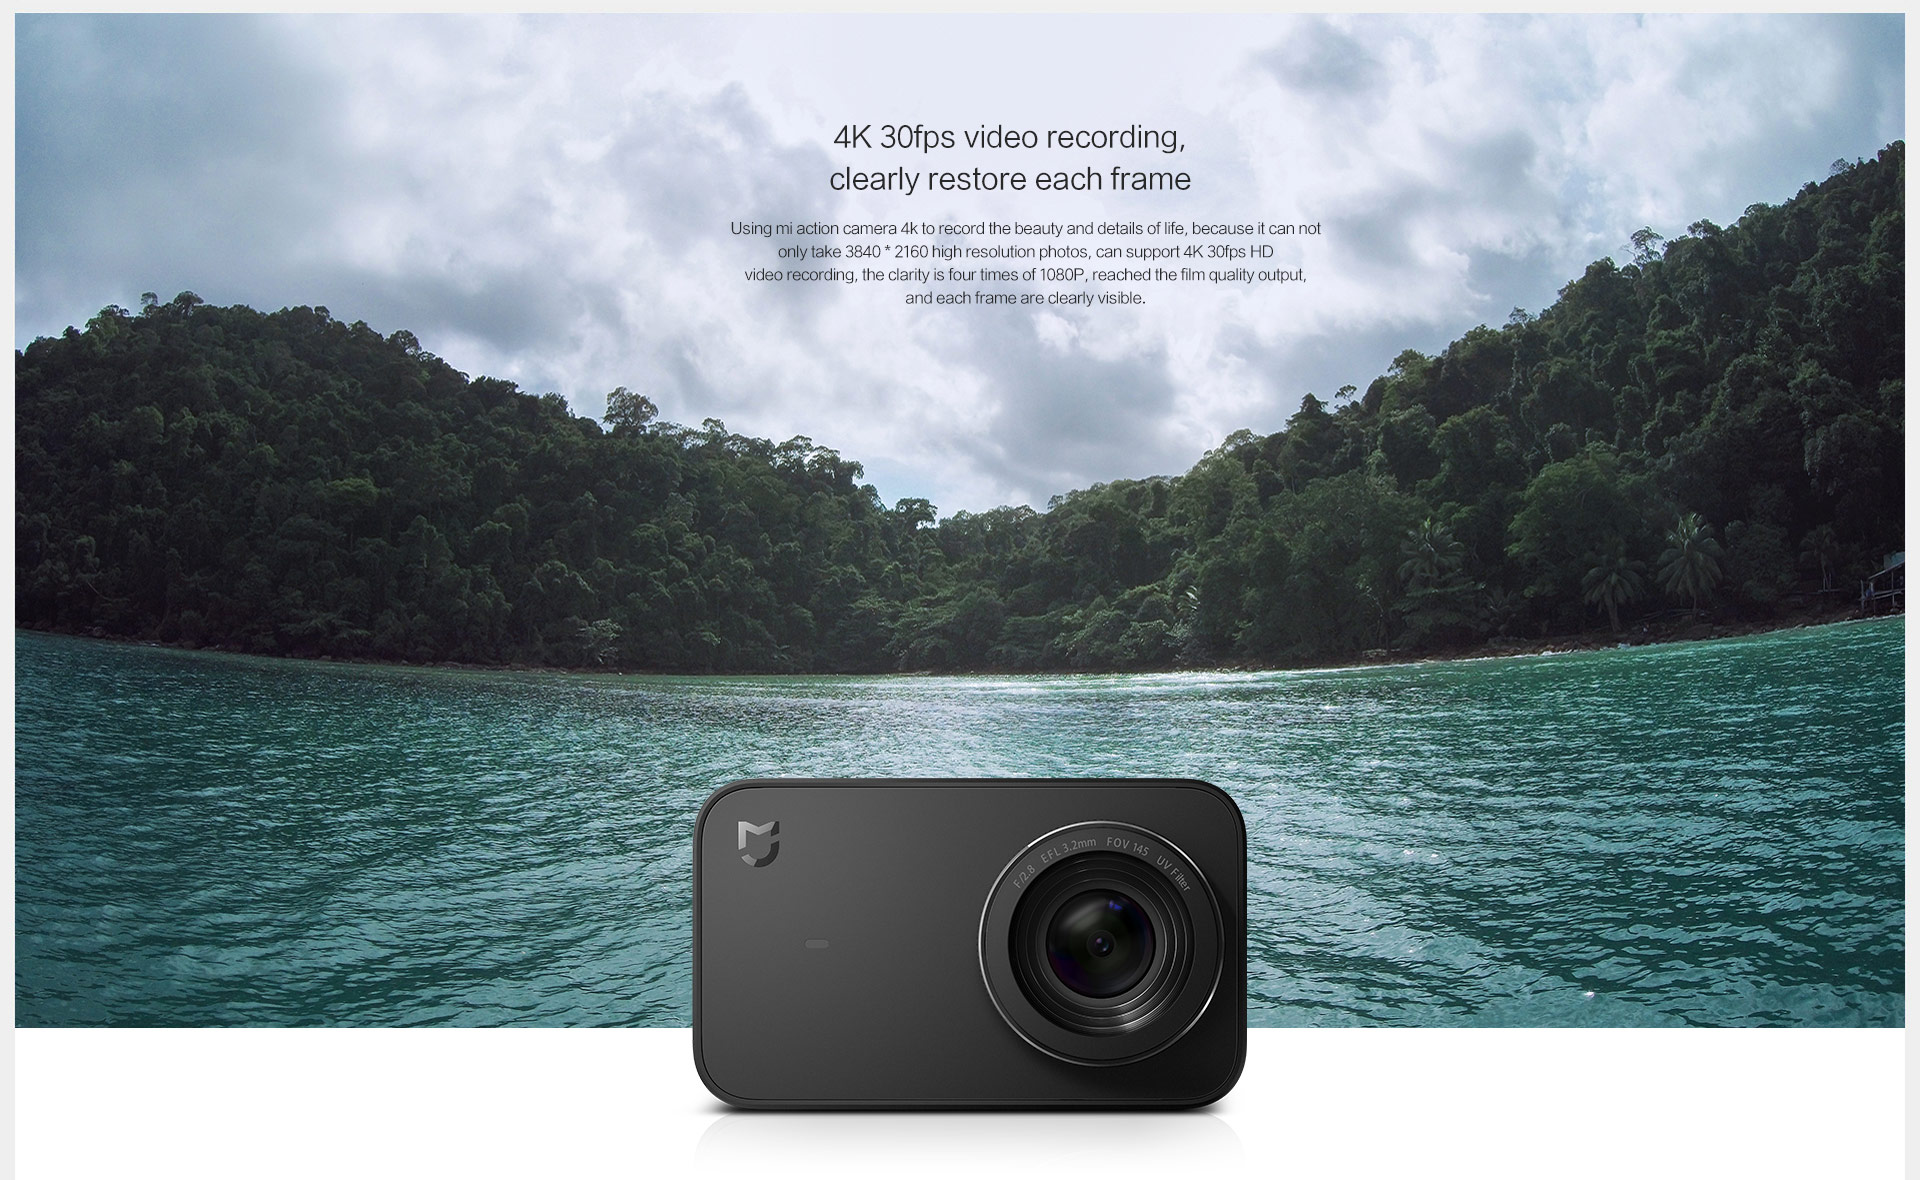 4K 30fps video recording,
clearly restore each frame
Using mi action camera 4k to record the beauty and details of life, because it can not
only take 3840 * 2160 high resolution photos, can support 4K 30fps HD
video recording, the clarity is four times of 1080P, reached the film quality output,
and each frame are clearly visible.
F/2.8 EFL 3.2mm FOV 145 UV Filter